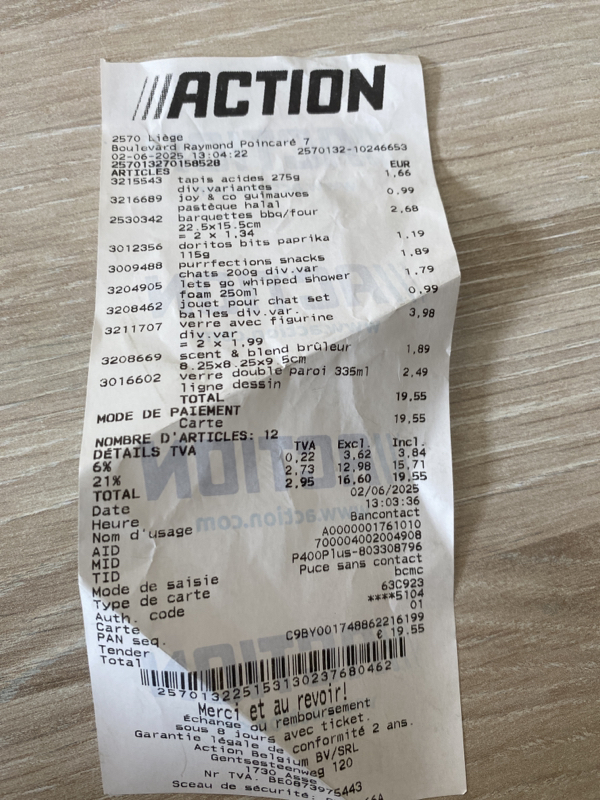 ACTION
2570 Liège
Boulevard Raymond Poincaré 7
02-06-2025 13:04:22 2570132-10246653
257013270158528
ARTICLES EUR
3215543 tapis acides 275g 1,66
div.variantes
3216689 joy & co guimauves 0,99
pastèque halal
2530342 barquettes bbq/four 2,68
22.5x15.5cm
= 2 x 1,34
3012356 doritos bits paprika 1,19
115g
3009488 purrfections snacks 1,89
chats 200g div.var
3204905 lets go whipped shower 1,79
foam 250ml
3208462 jouet pour chat set 0,99
balles div.var.
3211707 verre avec figurine 3,98
div.var
= 2 x 1,99
3208669 scent & blend brûleur 1,89
8.25x8.25x9.5cm
3016602 verre double paroi 335ml 2,49
ligne dessin
TOTAL 19,55
MODE DE PAIEMENT
Carte 19,55
NOMBRE D'ARTICLES: 12
DÉTAILS TVA TVA Excl. Incl.
6% 0,22 3,62 3,84
21% 2,73 12,98 15,71
TOTAL 2,95 16,60 19,55
Date 02/06/2025
Heure 13:03:36
Nom d'usage Bancontact
AID A0000001761010
MID 700004002004908
TID P400Plus-803308796
Mode de saisie Puce sans contact
Type de carte bcmc
Auth. code 63C923
Carte ****5104
PAN seq. 01
Tender C9BY001748862216199
Total € 19.55
257013225153130237680462
Merci et au revoir!
Échange ou remboursement
sous 8 jours avec ticket.
Garantie légale de conformité 2 ans.
Action Belgium BV/SRL
Gentsesteenweg 120
1730 Asse
Nr TVA. BE0873975443
Sceau de sécurité: